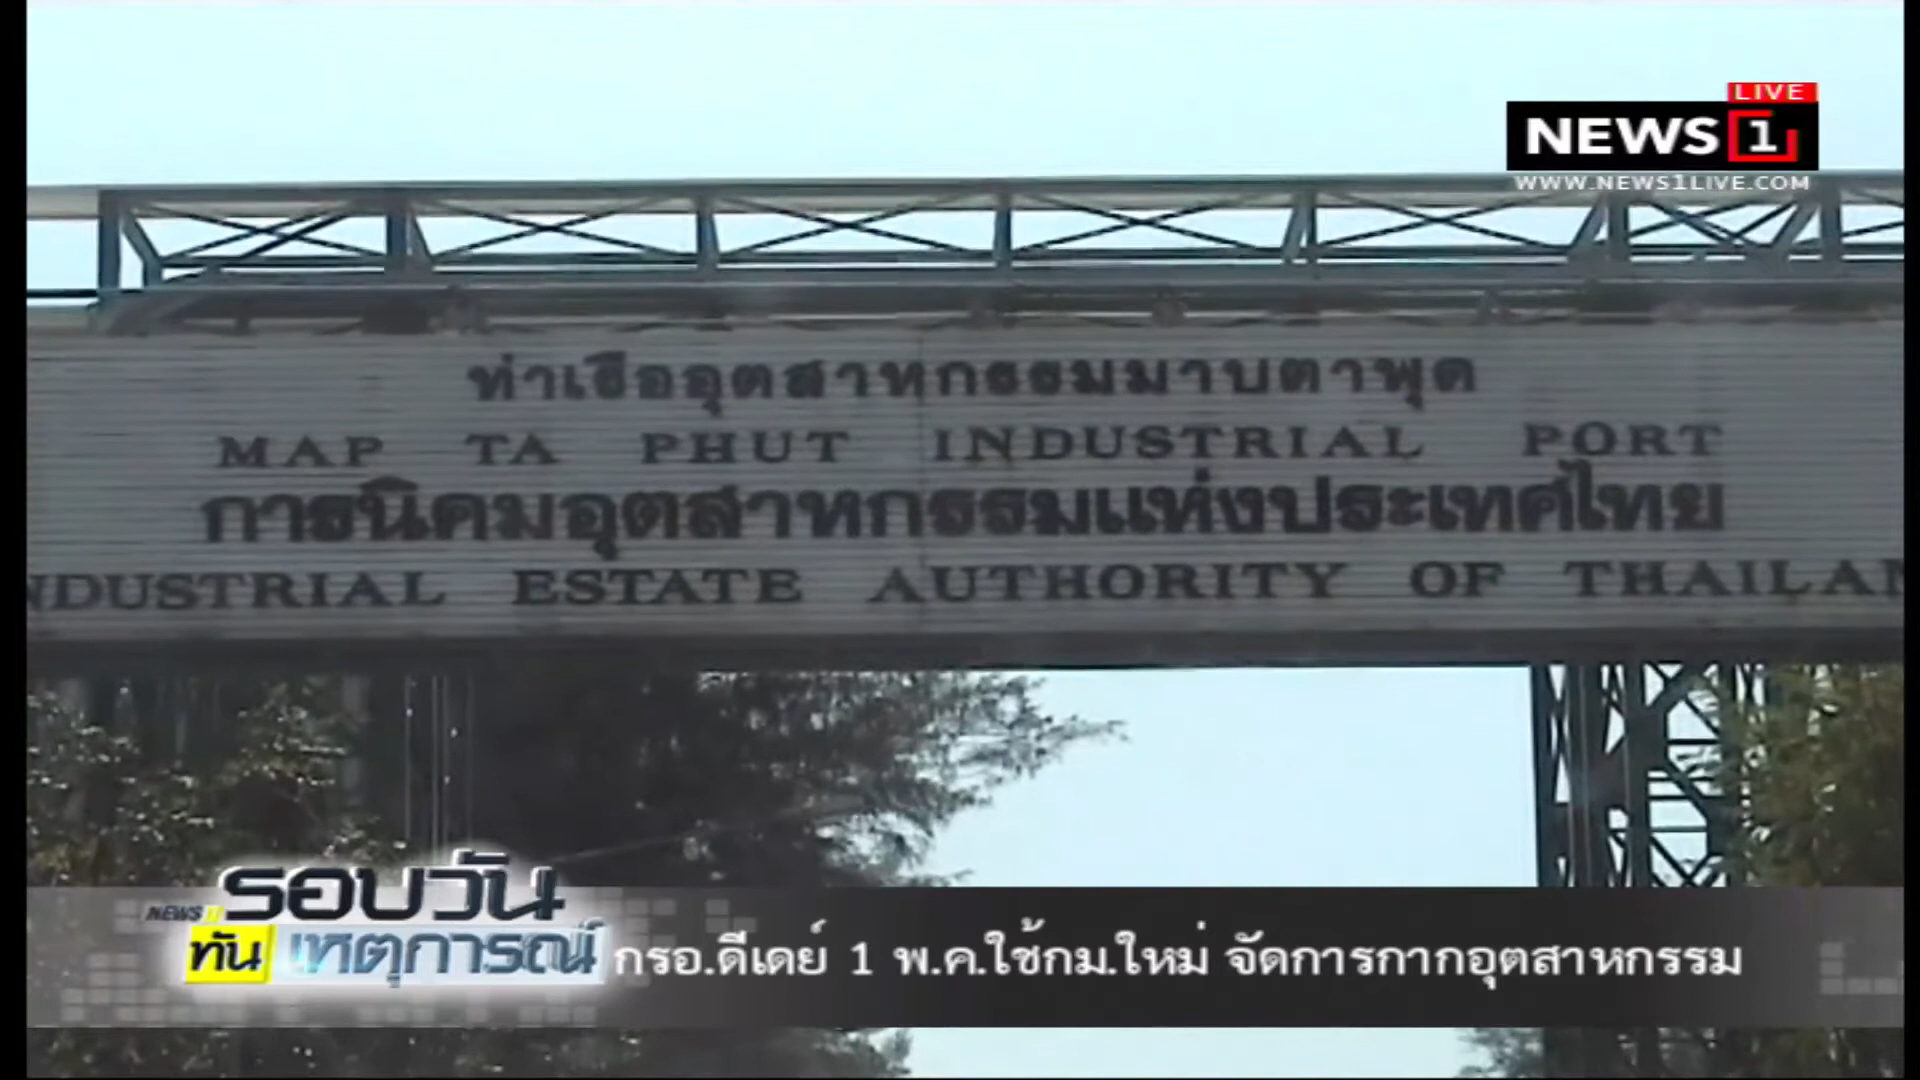 LIVE
NEWS 1
WWW.NEWS1LIVE.COM
ท่าเรืออุตสาหกรรมมาบตาพุด
MAP TA PHUT INDUSTRIAL PORT
การนิคมอุตสาหกรรมแห่งประเทศไทย
NDUSTRIAL ESTATE AUTHORITY OF THAILAN
NEWS 1 รอบวัน
ทัน เหตุการณ์
กรอ.ดีเดย์ 1 พ.ค.ใช้กม.ใหม่ จัดการกากอุตสาหกรรม